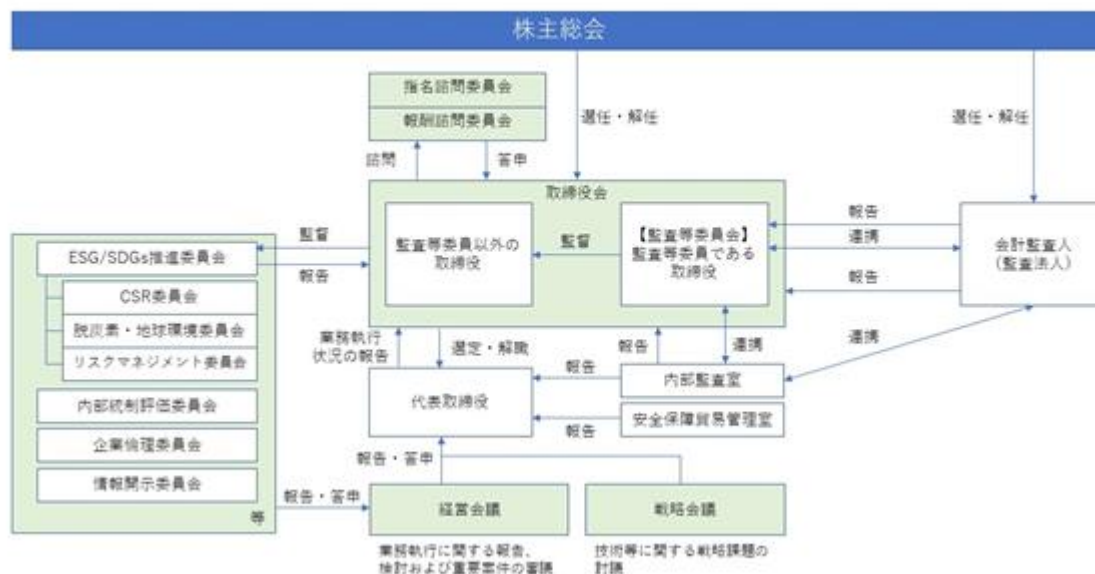 株主総会
指名諮問委員会
報酬諮問委員会
選任・解任
選任・解任
諮問
答申
取締役会
監査等委員以外の
取締役
監督
【監査等委員会】
監査等委員である
取締役
報告
連携
報告
会計監査人
(監査法人)
監督
報告
ESG/SDGs推進委員会
CSR委員会
脱炭素・地球環境委員会
リスクマネジメント委員会
内部統制評価委員会
企業倫理委員会
情報開示委員会
等
業務執行
状況の報告
選定・解職
報告
連携
連携
代表取締役
報告
内部監査室
報告
安全保障貿易管理室
報告・答申
報告・答申
経営会議
戦略会議
業務執行に関する報告、
検討および重要案件の審議
技術等に関する戦略課題の
討議